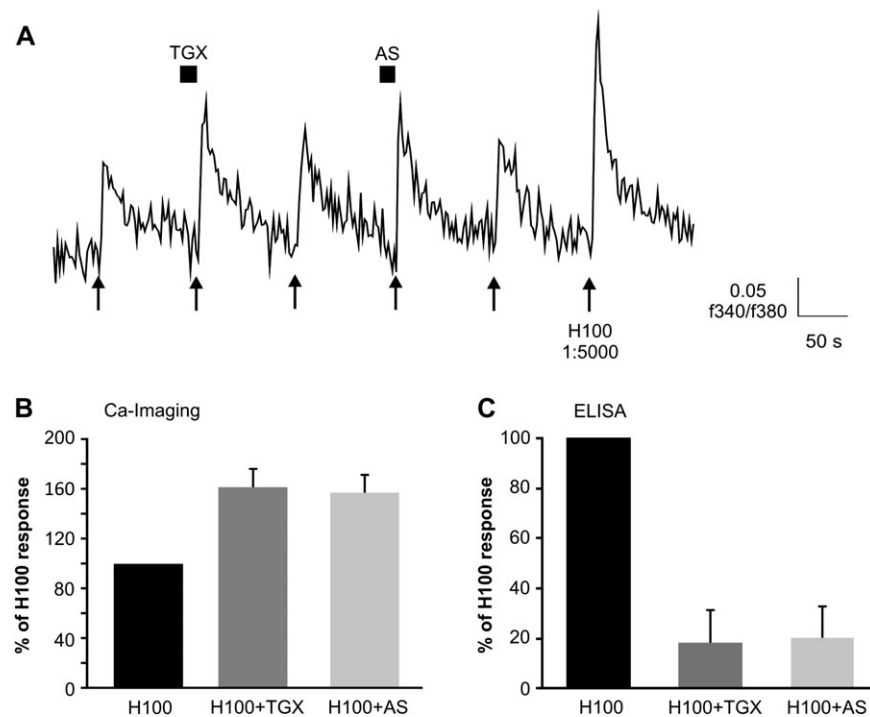 A
TGX
AS
0.05
f340/f380
50 s
H100
1:5000
B
Ca-Imaging
% of H100 response
200
160
120
80
40
0
H100
H100+TGX
H100+AS
C
ELISA
% of H100 response
100
80
60
40
20
0
H100
H100+TGX
H100+AS